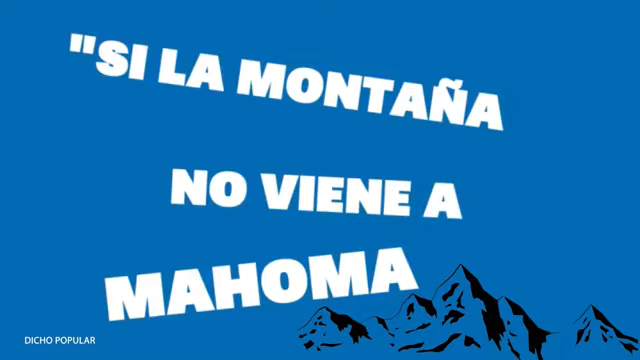 "SI LA MONTAÑA
NO VIENE A
MAHOMA
DICHO POPULAR